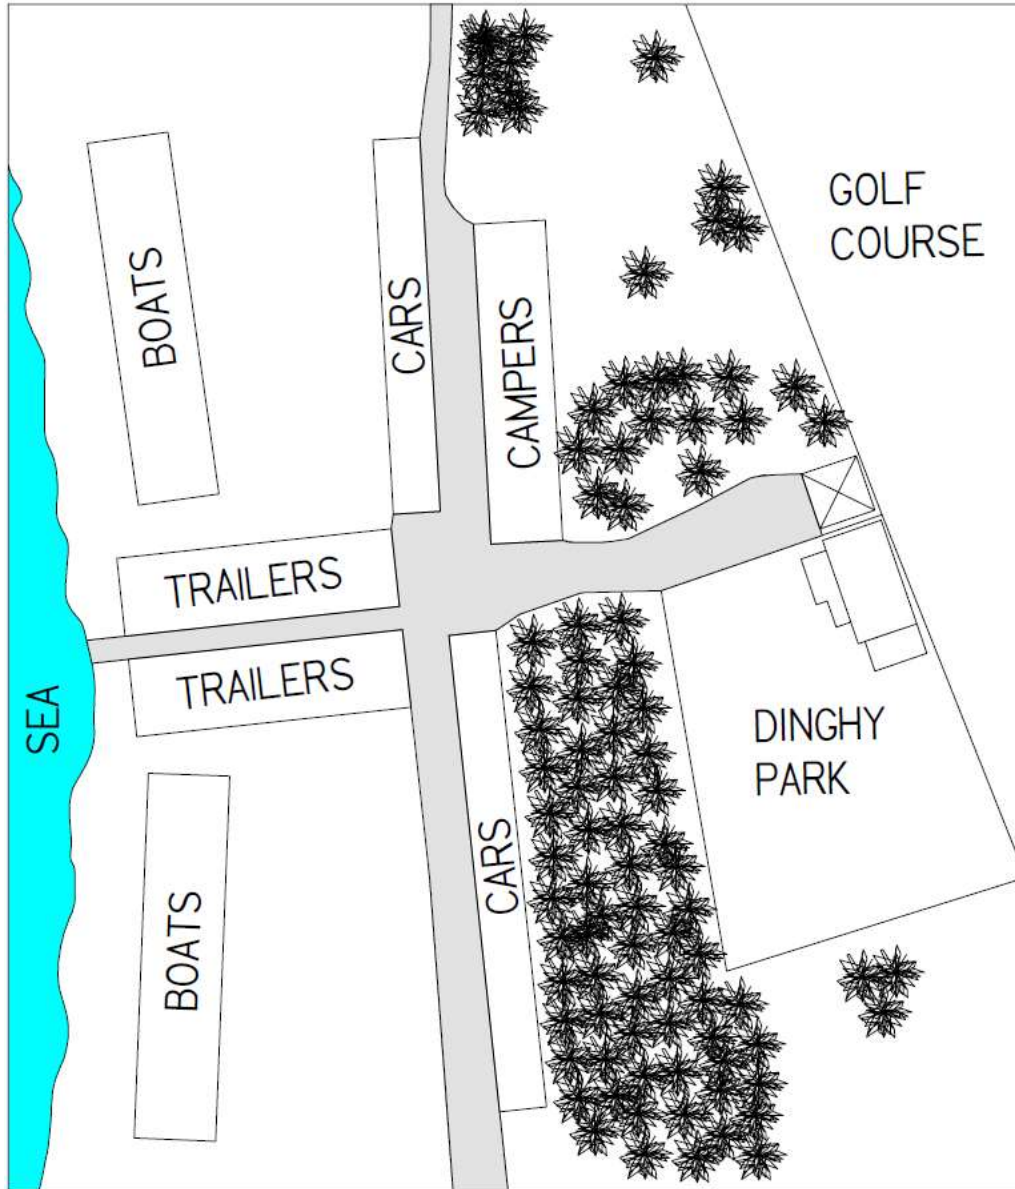 GOLF
COURSE
BOATS
CARS
CAMPERS
TRAILERS
TRAILERS
SEA
DINGHY
PARK
CARS
BOATS